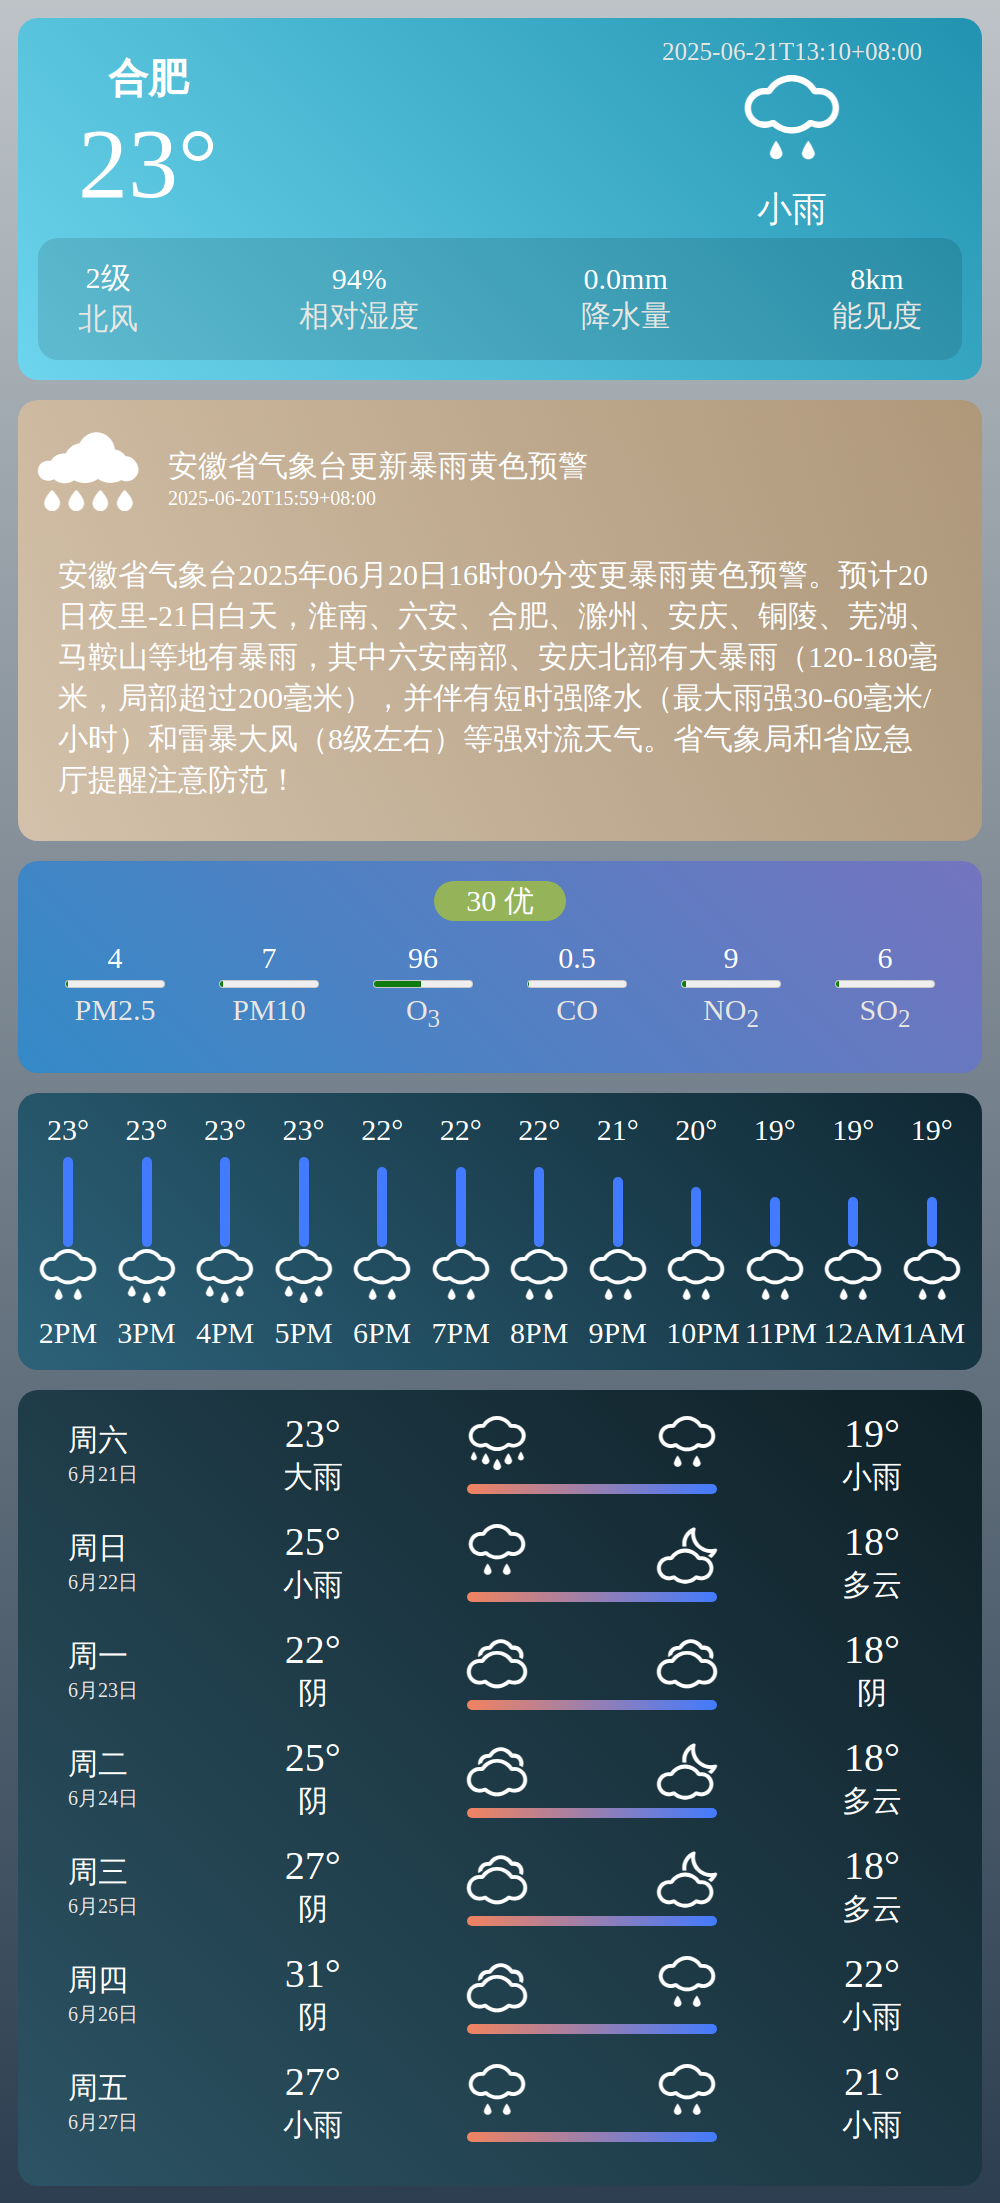 合肥
23°
2025-06-21T13:10+08:00
小雨
2级 94% 0.0mm 8km
北风 相对湿度 降水量 能见度
安徽省气象台更新暴雨黄色预警
2025-06-20T15:59+08:00
安徽省气象台2025年06月20日16时00分变更暴雨黄色预警。预计20
日夜里-21日白天，淮南、六安、合肥、滁州、安庆、铜陵、芜湖、
马鞍山等地有暴雨，其中六安南部、安庆北部有大暴雨（120-180毫
米，局部超过200毫米），并伴有短时强降水（最大雨强30-60毫米/
小时）和雷暴大风（8级左右）等强对流天气。省气象局和省应急
厅提醒注意防范！
30 优
4 7 96 0.5 9 6
PM2.5 PM10 O3 CO NO2 SO2
23° 23° 23° 23° 22° 22° 22° 21° 20° 19° 19° 19°
2PM 3PM 4PM 5PM 6PM 7PM 8PM 9PM 10PM 11PM 12AM 1AM
周六 23° 19°
6月21日 大雨 小雨
周日 25° 18°
6月22日 小雨 多云
周一 22° 18°
6月23日 阴 阴
周二 25° 18°
6月24日 阴 多云
周三 27° 18°
6月25日 阴 多云
周四 31° 22°
6月26日 阴 小雨
周五 27° 21°
6月27日 小雨 小雨